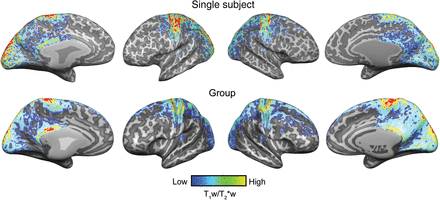 Single subject
Group
Low High
T₁w/T₂*w